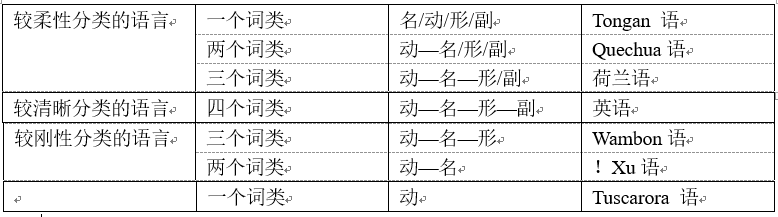 较柔性分类的语言 一个词类 名/动/形/副 Tongan 语
两个词类 动—名/形/副 Quechua 语
三个词类 动—名—形/副 荷兰语
较清晰分类的语言 四个词类 动—名—形—副 英语
较刚性分类的语言 三个词类 动—名—形 Wambon 语
两个词类 动—名 ！Xu 语
一个词类 动 Tuscarora 语